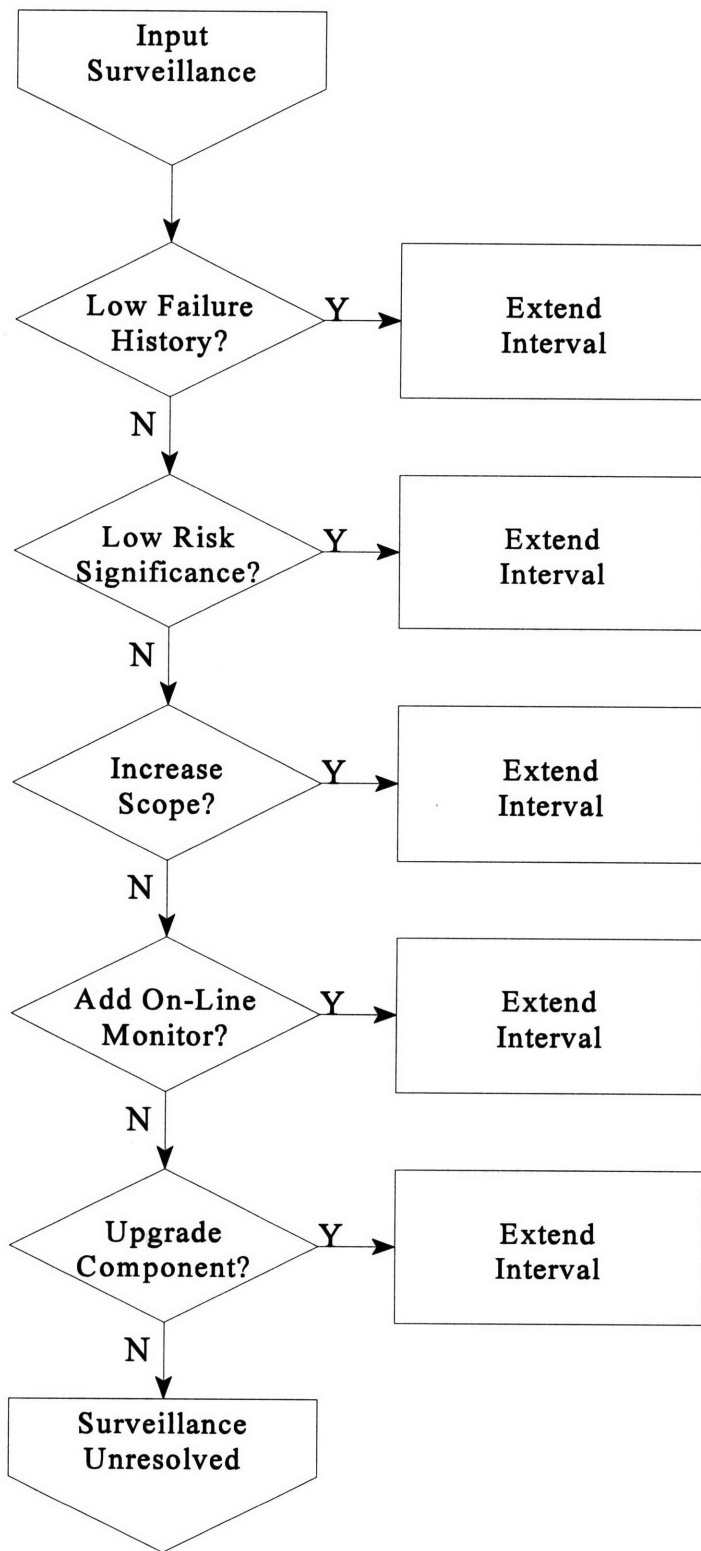 Input
Surveillance
Low Failure
History?
Y
Extend
Interval
N
Low Risk
Significance?
Y
Extend
Interval
N
Increase
Scope?
Y
Extend
Interval
N
Add On-Line
Monitor?
Y
Extend
Interval
N
Upgrade
Component?
Y
Extend
Interval
N
Surveillance
Unresolved